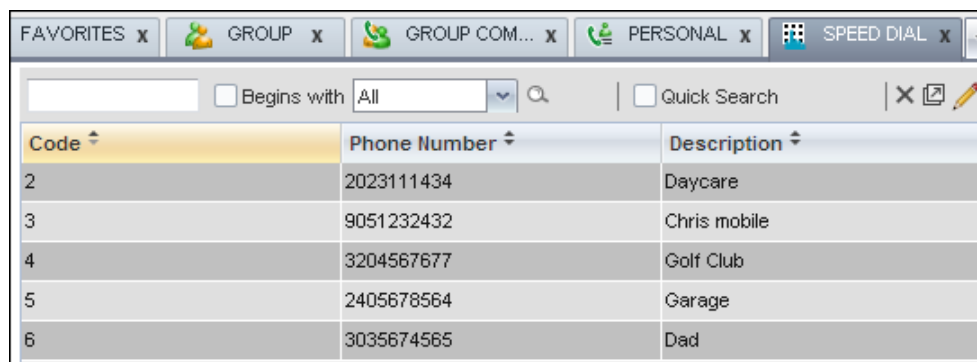 FAVORITES x GROUP x GROUP COM... x PERSONAL x SPEED DIAL x
Begins with All Quick Search
Code Phone Number Description
2 2023111434 Daycare
3 9051232432 Chris mobile
4 3204567677 Golf Club
5 2405678564 Garage
6 3035674565 Dad